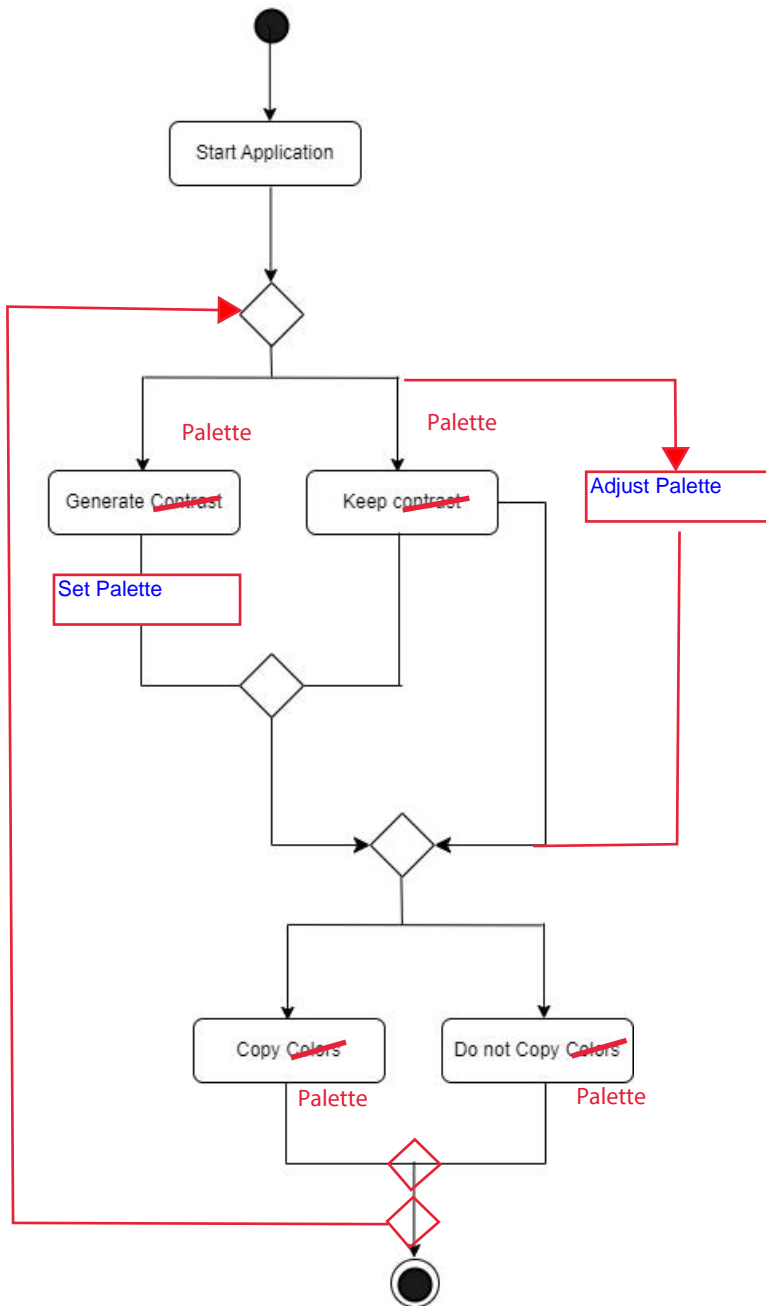 Start Application
Palette
Palette
Generate Contrast
Keep contrast
Adjust Palette
Set Palette
Copy Colors
Do not Copy Colors
Palette
Palette